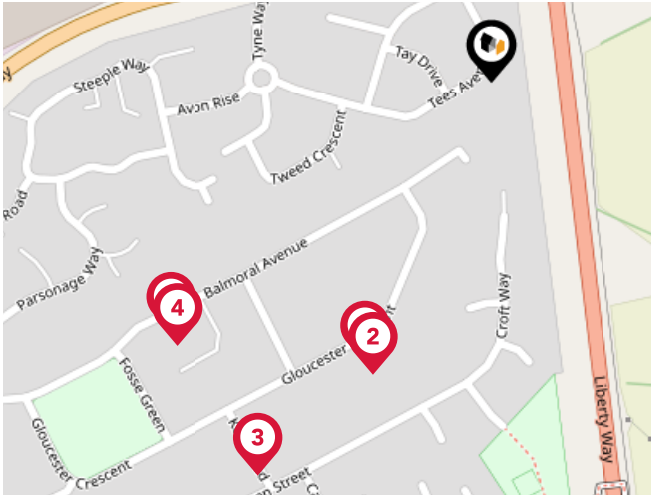 Tyne Way
Steeple Way
Tay Drive
Avon Rise
Tees Ave
Tweed Crescent
Road
Balmoral Avenue
Parsonage Way
Croft Way
4
2
Gloucester
Fosse Green
Liberty Way
3
Gloucester Crescent
Street